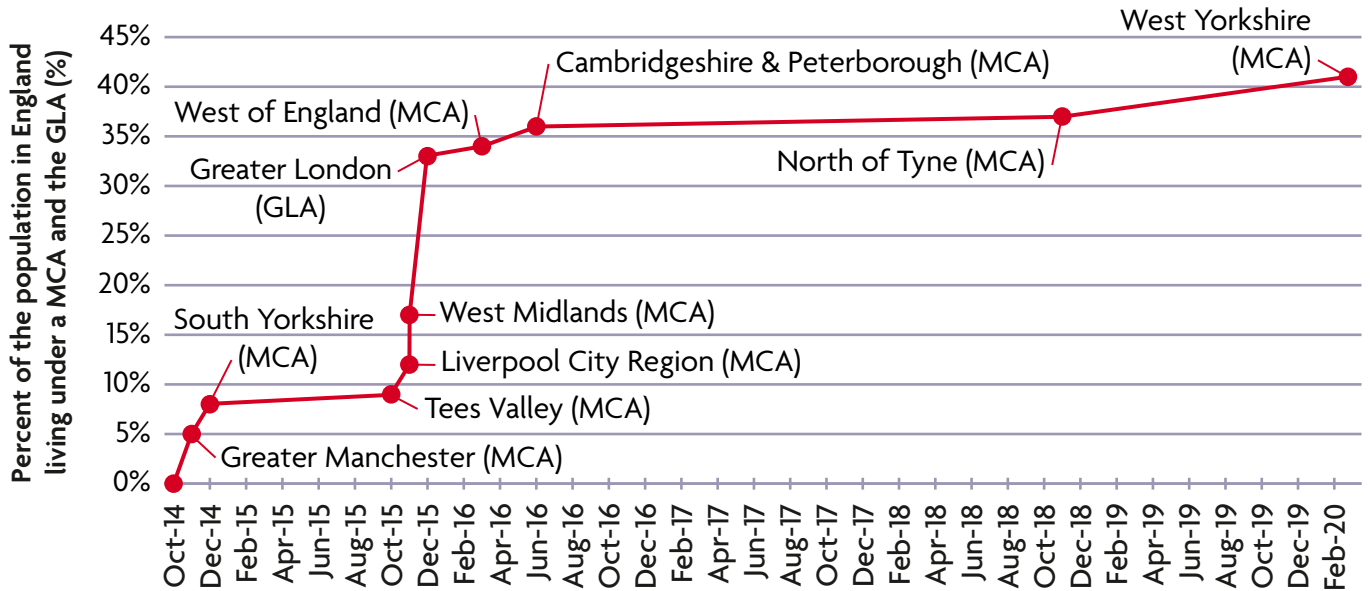 Percent of the population in England
living under a MCA and the GLA (%)
45%
40%
35%
30%
25%
20%
15%
10%
5%
0%
West Yorkshire
(MCA)
Cambridgeshire & Peterborough (MCA)
West of England (MCA)
North of Tyne (MCA)
Greater London
(GLA)
South Yorkshire
(MCA)
West Midlands (MCA)
Liverpool City Region (MCA)
Tees Valley (MCA)
Greater Manchester (MCA)
Oct-14
Dec-14
Feb-15
Apr-15
Jun-15
Aug-15
Oct-15
Dec-15
Feb-16
Apr-16
Jun-16
Aug-16
Oct-16
Dec-16
Feb-17
Apr-17
Jun-17
Aug-17
Oct-17
Dec-17
Feb-18
Apr-18
Jun-18
Aug-18
Oct-18
Dec-18
Feb-19
Apr-19
Jun-19
Aug-19
Oct-19
Dec-19
Feb-20